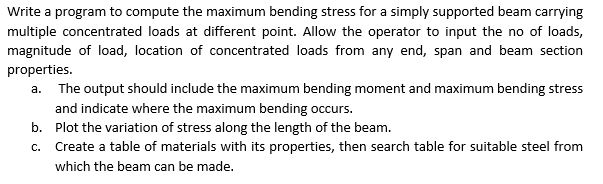 Write a program to compute the maximum bending stress for a simply supported beam carrying
multiple concentrated loads at different point. Allow the operator to input the no of loads,
magnitude of load, location of concentrated loads from any end, span and beam section
properties.
a. The output should include the maximum bending moment and maximum bending stress
and indicate where the maximum bending occurs.
b. Plot the variation of stress along the length of the beam.
c. Create a table of materials with its properties, then search table for suitable steel from
which the beam can be made.